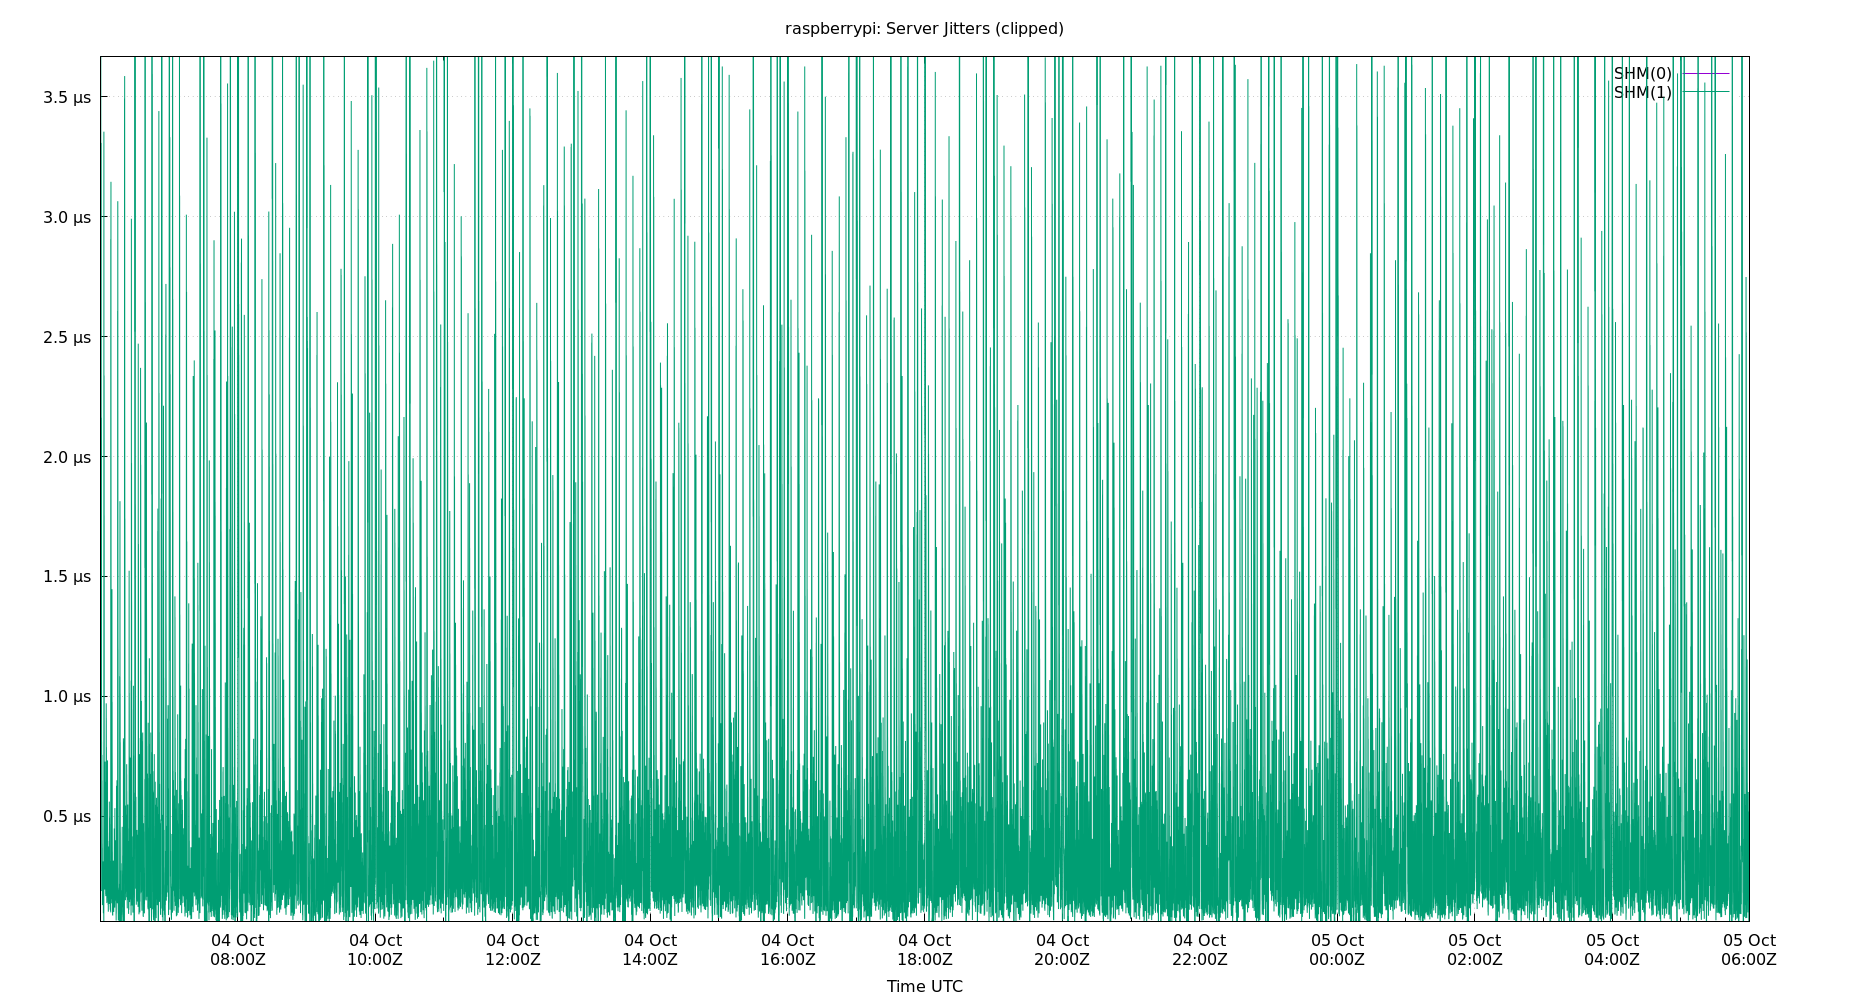 raspberrypi: Server Jitters (clipped)
SHM(0)
SHM(1)
3.5 µs
3.0 µs
2.5 µs
2.0 µs
1.5 µs
1.0 µs
0.5 µs
04 Oct 04 Oct 04 Oct 04 Oct 04 Oct 04 Oct 04 Oct 04 Oct 05 Oct 05 Oct 05 Oct 05 Oct
08:00Z 10:00Z 12:00Z 14:00Z 16:00Z 18:00Z 20:00Z 22:00Z 00:00Z 02:00Z 04:00Z 06:00Z
Time UTC